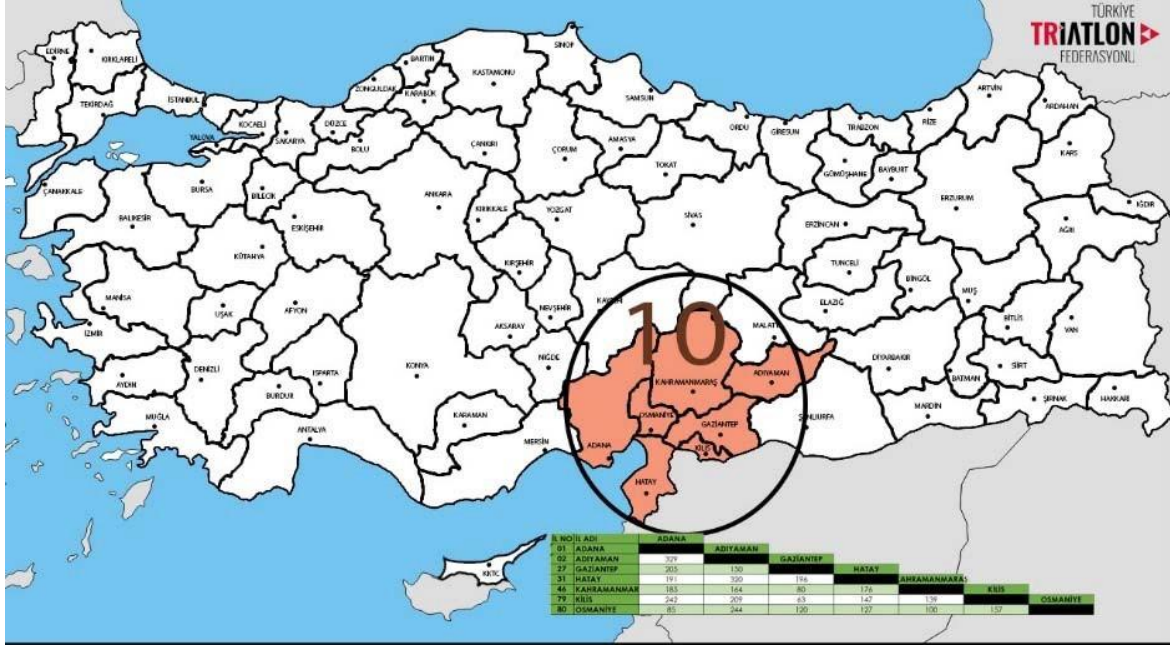 TÜRKİYE
TRİATLON
FEDERASYONU
EDİRNE
KIRKLARELİ
TEKİRDAĞ
İSTANBUL
YALOVA
KOCAELİ
SAKARYA
DÜZCE
BOLU
ZONGULDAK
BARTIN
KARABÜK
KASTAMONU
SİNOP
SAMSUN
ORDU
GİRESUN
TRABZON
RİZE
ARTVİN
ARDAHAN
KARS
IĞDIR
AĞRI
ÇANAKKALE
BALIKESİR
BURSA
BİLECİK
ESKİŞEHİR
KÜTAHYA
ANKARA
ÇANKIRI
KIRIKKALE
ÇORUM
AMASYA
TOKAT
YOZGAT
SİVAS
GÜMÜŞHANE
BAYBURT
ERZİNCAN
ERZURUM
MANİSA
İZMİR
UŞAK
AFYON
KIRŞEHİR
NEVŞEHİR
AKSARAY
KONYA
NİĞDE
10
MALATY
TUNCELİ
ELAZIĞ
BİNGÖL
MUŞ
BİTLİS
VAN
AYDIN
DENİZLİ
MUĞLA
BURDUR
ISPARTA
ANTALYA
KARAMAN
MERSİN
ADANA
OSMANİYE
KAHRAMANMARAŞ
ADIYAMAN
GAZİANTEP
KİLİS
HATAY
ŞANLIURFA
DİYARBAKIR
BATMAN
MARDİN
SİİRT
ŞIRNAK
HAKKARİ
KKTC
İL NO İL ADI ADANA
01 ADANA ADIYAMAN
02 ADIYAMAN 329 GAZİANTEP
27 GAZİANTEP 205 150 HATAY
31 HATAY 191 320 196 AHRAMANMARAŞ
46 KAHRAMANMAR 185 164 80 176 KİLİS
79 KİLİS 242 209 63 147 139 OSMANİYE
80 OSMANİYE 85 244 120 127 100 157